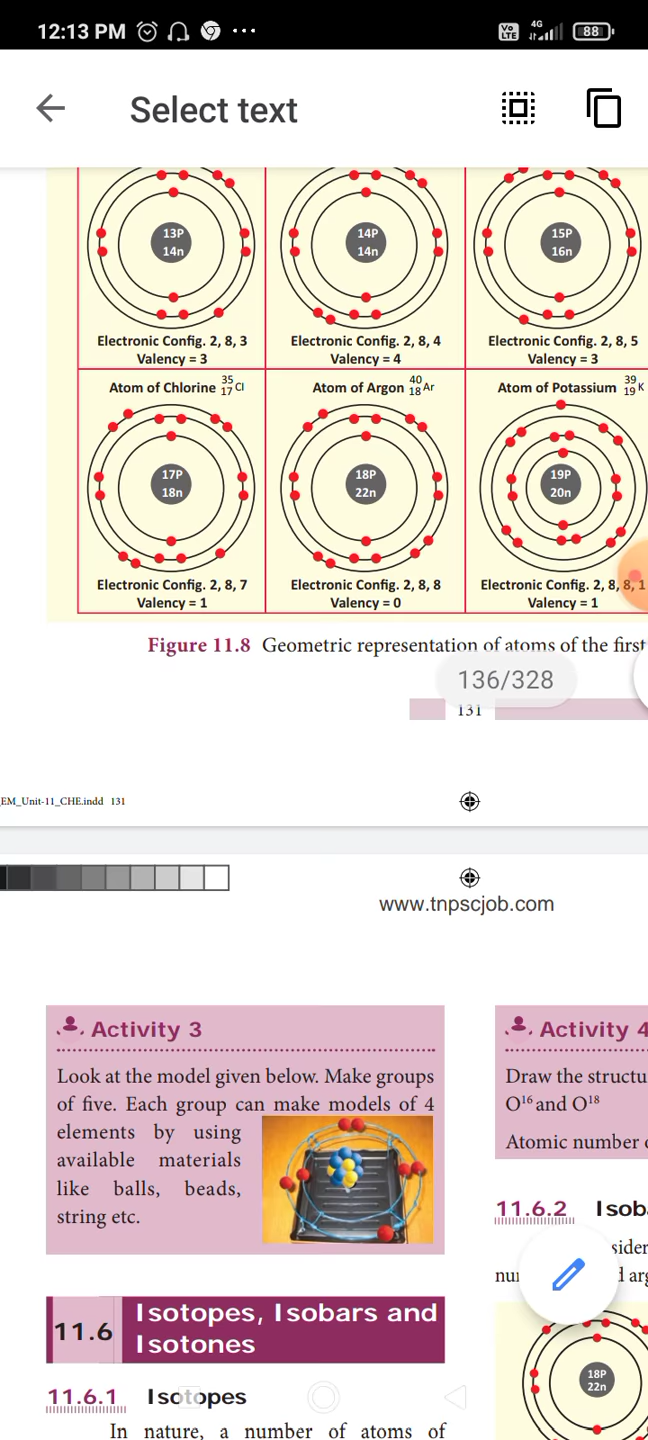 12:13 PM
Vo LTE
4G
88
Select text
13P
14n
14P
14n
15P
16n
Electronic Config. 2, 8, 3
Valency = 3
Electronic Config. 2, 8, 4
Valency = 4
Electronic Config. 2, 8, 5
Valency = 3
Atom of Chlorine 35 17 Cl
Atom of Argon 40 18 Ar
Atom of Potassium 39 19 K
17P
18n
18P
22n
19P
20n
Electronic Config. 2, 8, 7
Valency = 1
Electronic Config. 2, 8, 8
Valency = 0
Electronic Config. 2, 8, 8, 1
Valency = 1
Figure 11.8 Geometric representation of atoms of the first
136/328
131
EM_Unit-11_CHE.indd 131
www.tnpscjob.com
Activity 3
Look at the model given below. Make groups
of five. Each group can make models of 4
elements by using
available materials
like balls, beads,
string etc.
11.6 Isotopes, Isobars and
Isotones
11.6.1 Isotopes
In nature, a number of atoms of
Activity 4
Draw the structu
O16 and O18
Atomic number
11.6.2 Isob
18P
22n